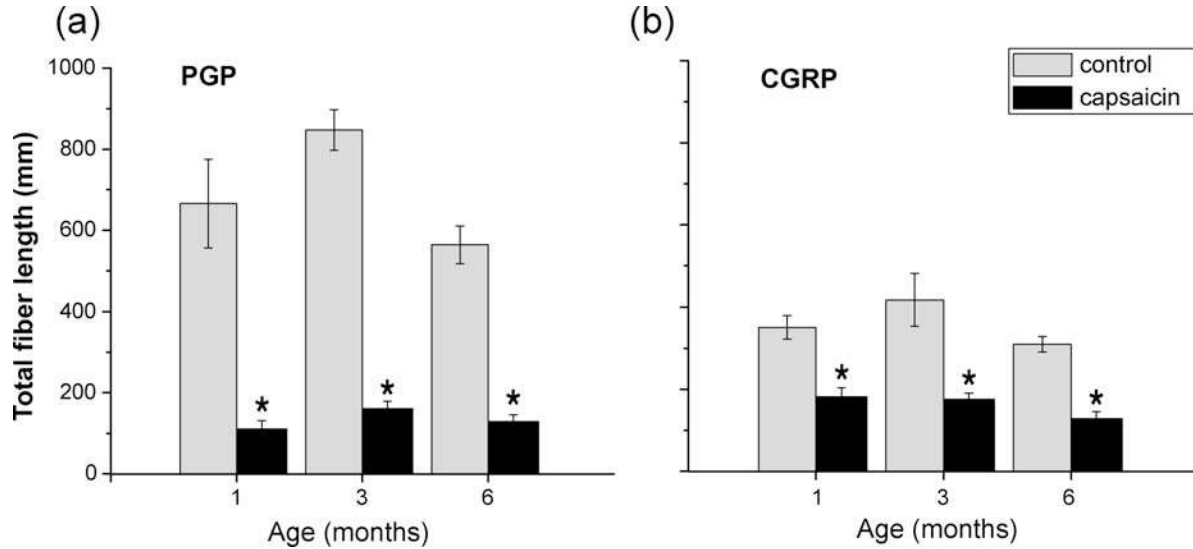 (a)
PGP
1000
800
600
400
200
0
Total fiber length (mm)
*
*
*
1
3
6
Age (months)
(b)
CGRP
control
capsaicin
*
*
*
1
3
6
Age (months)